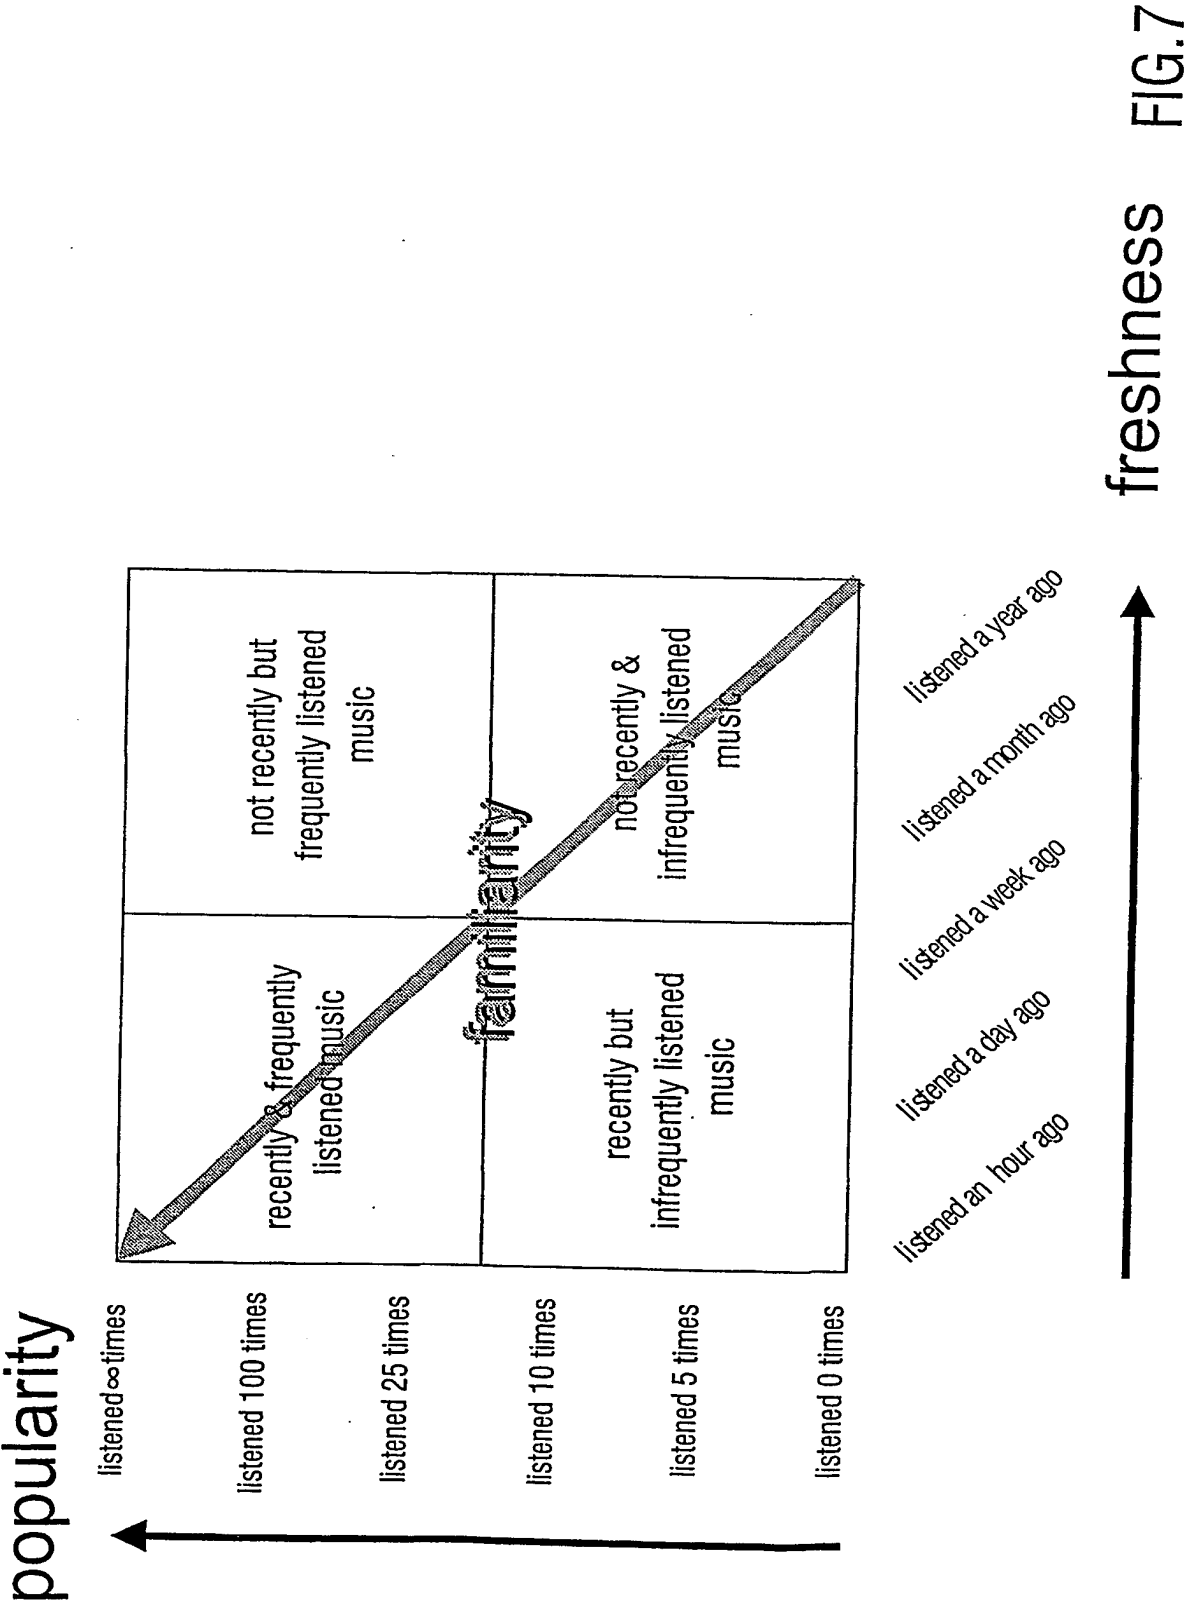 popularity
listened∞times
listened 100 times
listened 25 times
listened 10 times
listened 5 times
listened 0 times
recently & frequently
listened music
not recently but
frequently listened
music
familiarity
recently but
infrequently listened
music
not recently &
infrequently listened
music
listened an hour ago
listened a day ago
listened a week ago
listened a month ago
listened a year ago
freshness
FIG.7